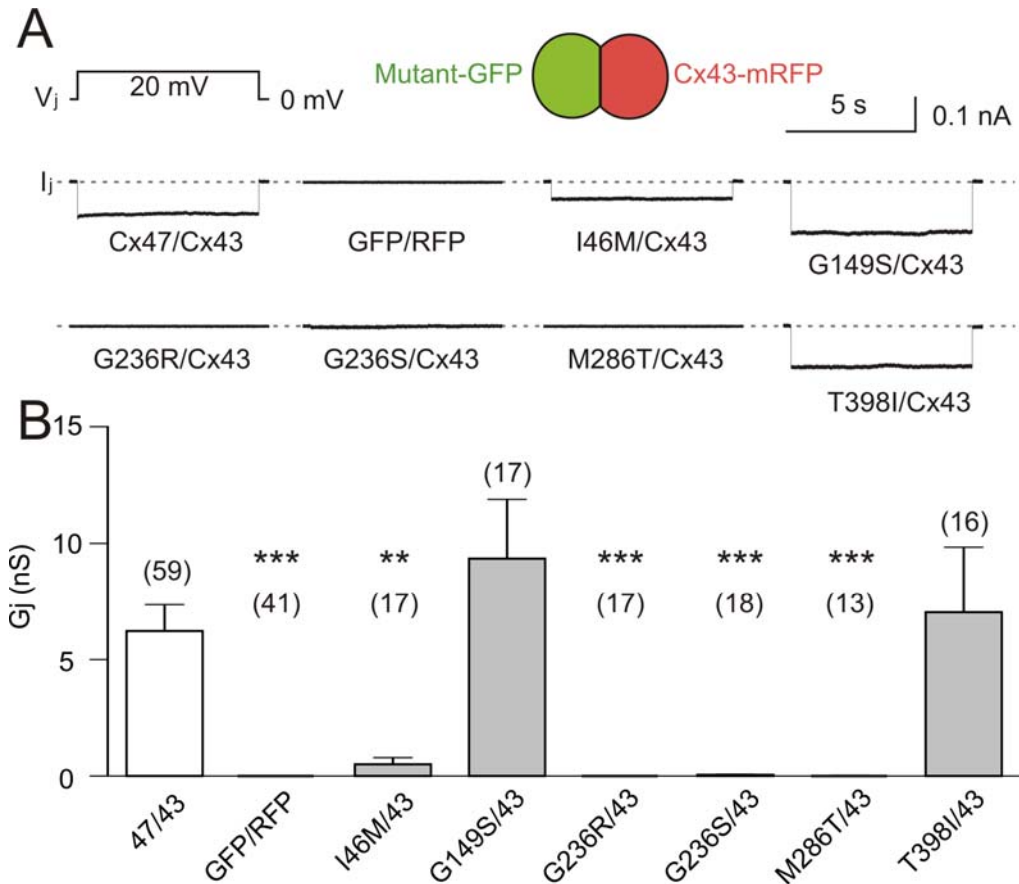 A
Mutant-GFP
Cx43-mRFP
Vj
20 mV
0 mV
5 s
0.1 nA
Ij
Cx47/Cx43
GFP/RFP
I46M/Cx43
G149S/Cx43
G236R/Cx43
G236S/Cx43
M286T/Cx43
T398I/Cx43
B
Gj (nS)
15
10
5
0
(59)
***
(41)
**
(17)
(17)
***
(17)
***
(18)
***
(13)
(16)
47/43
GFP/RFP
I46M/43
G149S/43
G236R/43
G236S/43
M286T/43
T398I/43